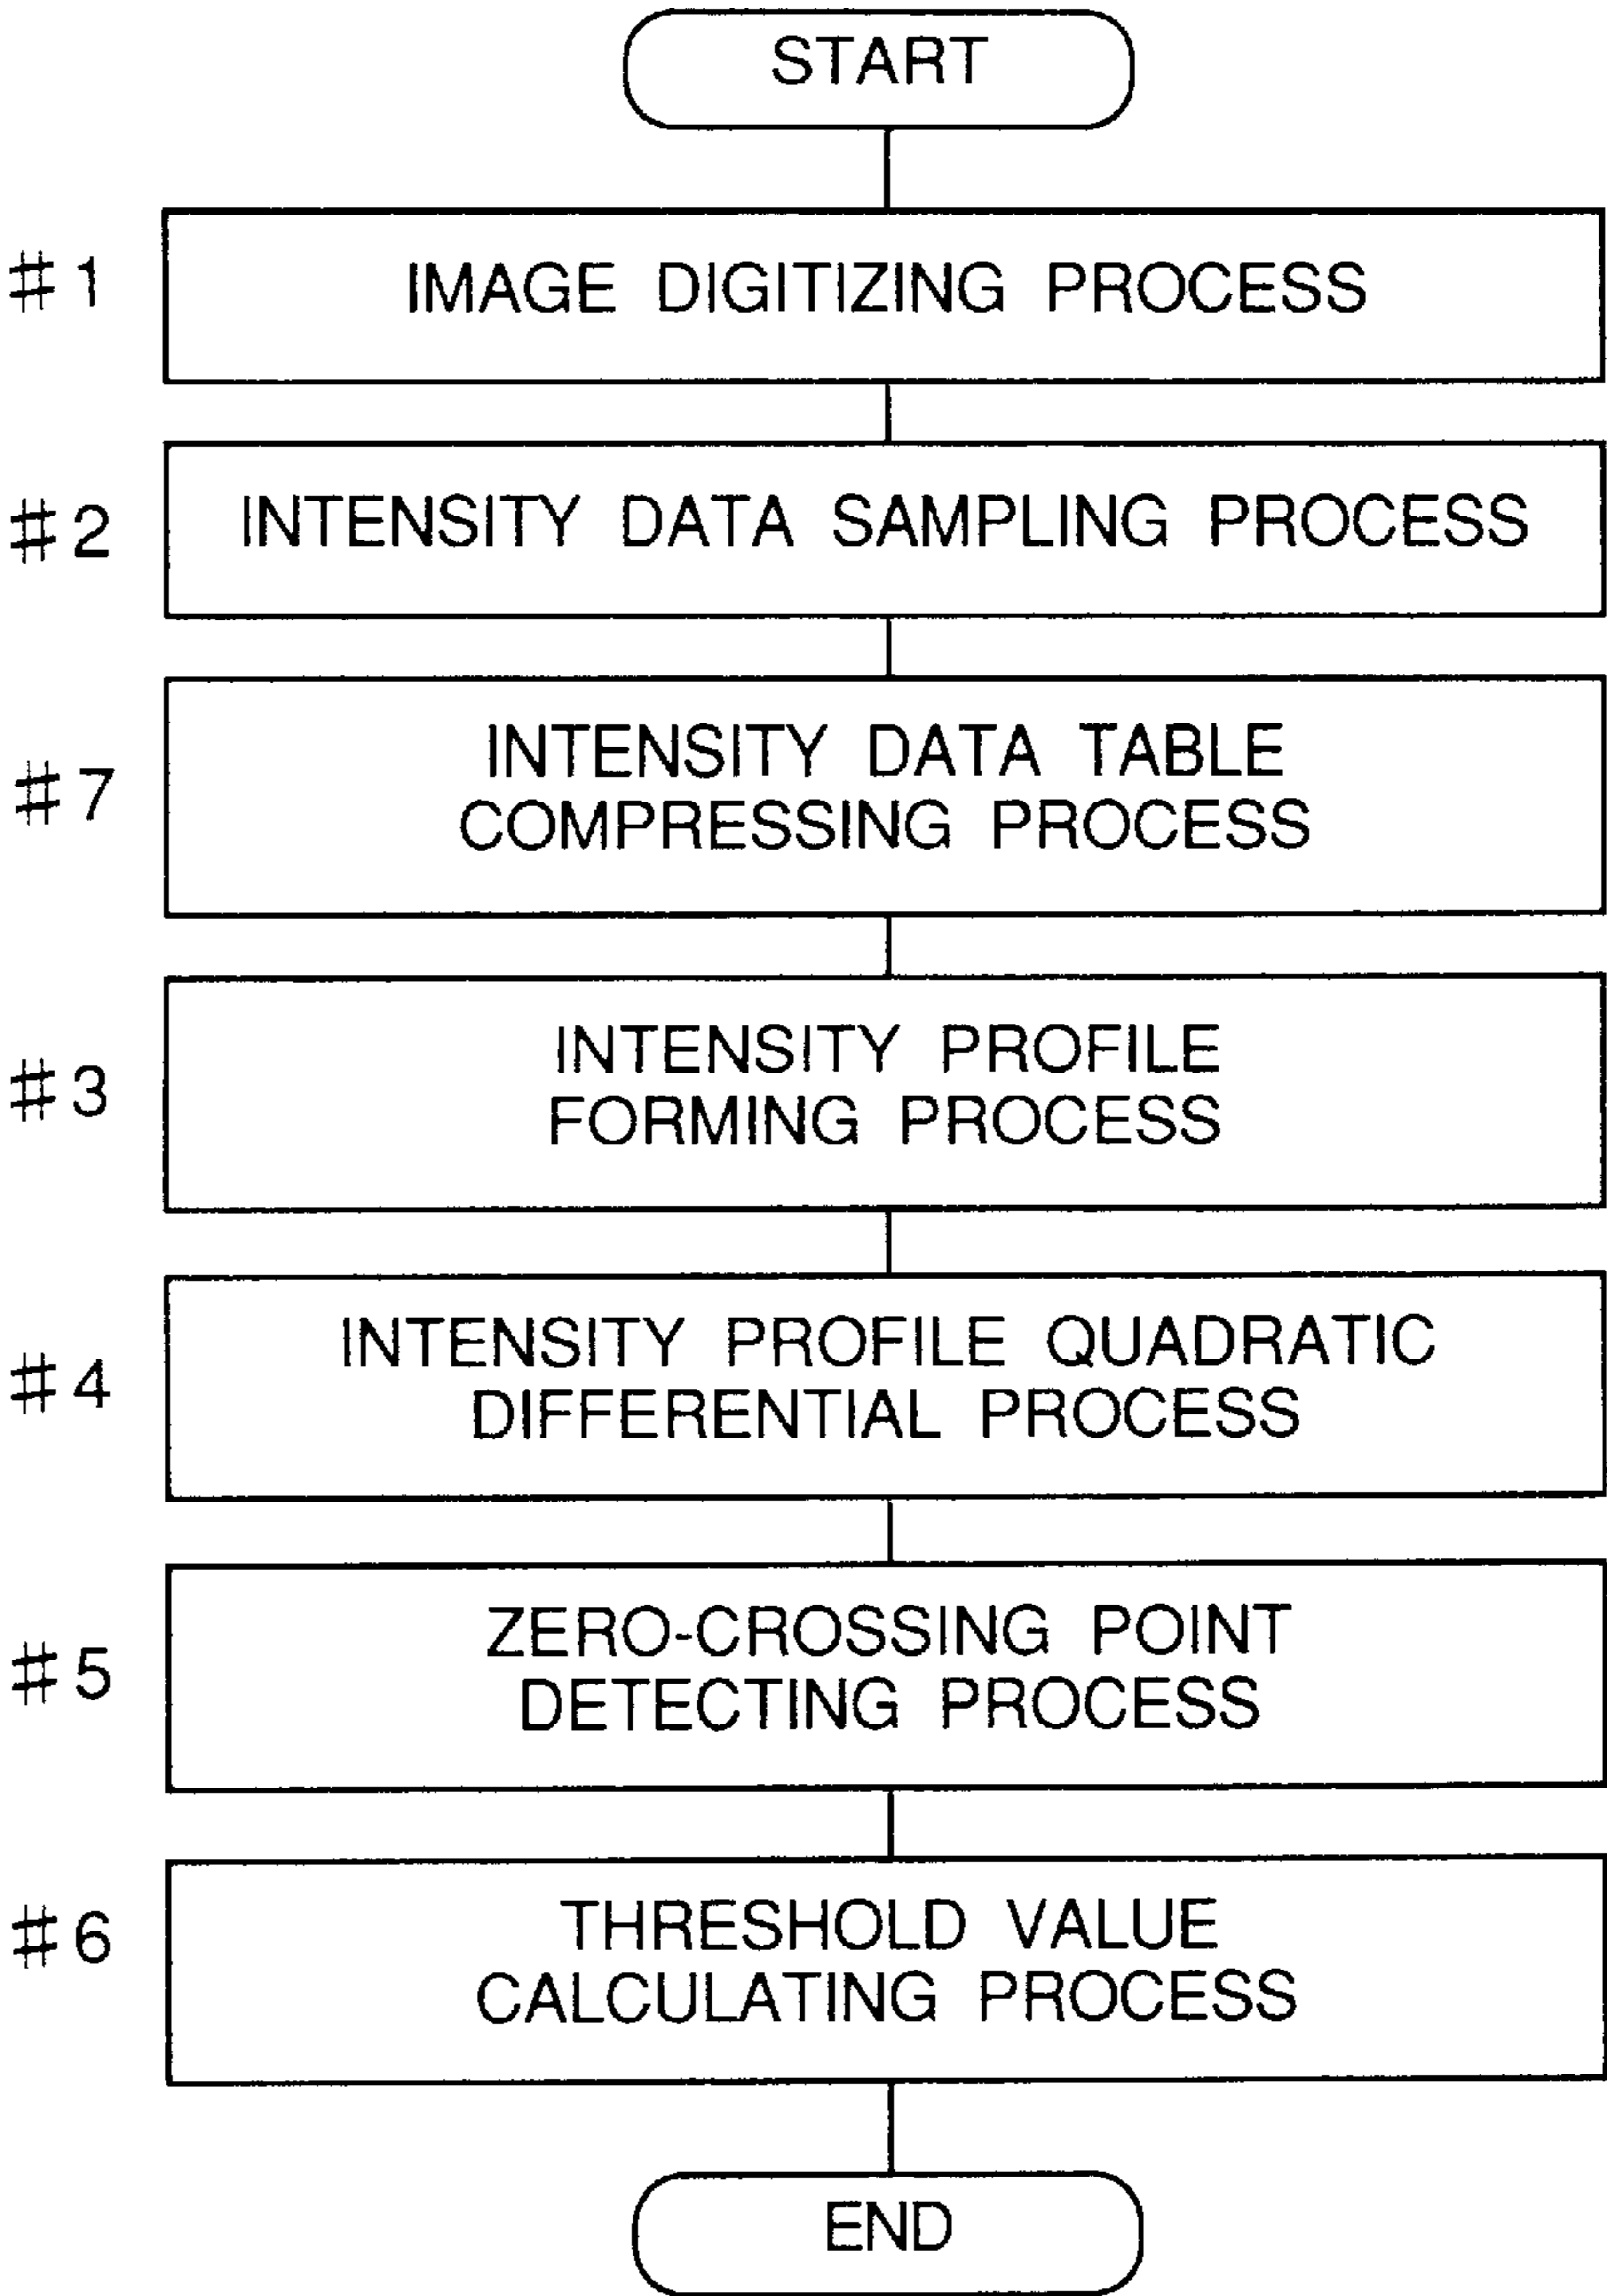 START
#1 IMAGE DIGITIZING PROCESS
#2 INTENSITY DATA SAMPLING PROCESS
#7 INTENSITY DATA TABLE
COMPRESSING PROCESS
#3 INTENSITY PROFILE
FORMING PROCESS
#4 INTENSITY PROFILE QUADRATIC
DIFFERENTIAL PROCESS
#5 ZERO-CROSSING POINT
DETECTING PROCESS
#6 THRESHOLD VALUE
CALCULATING PROCESS
END